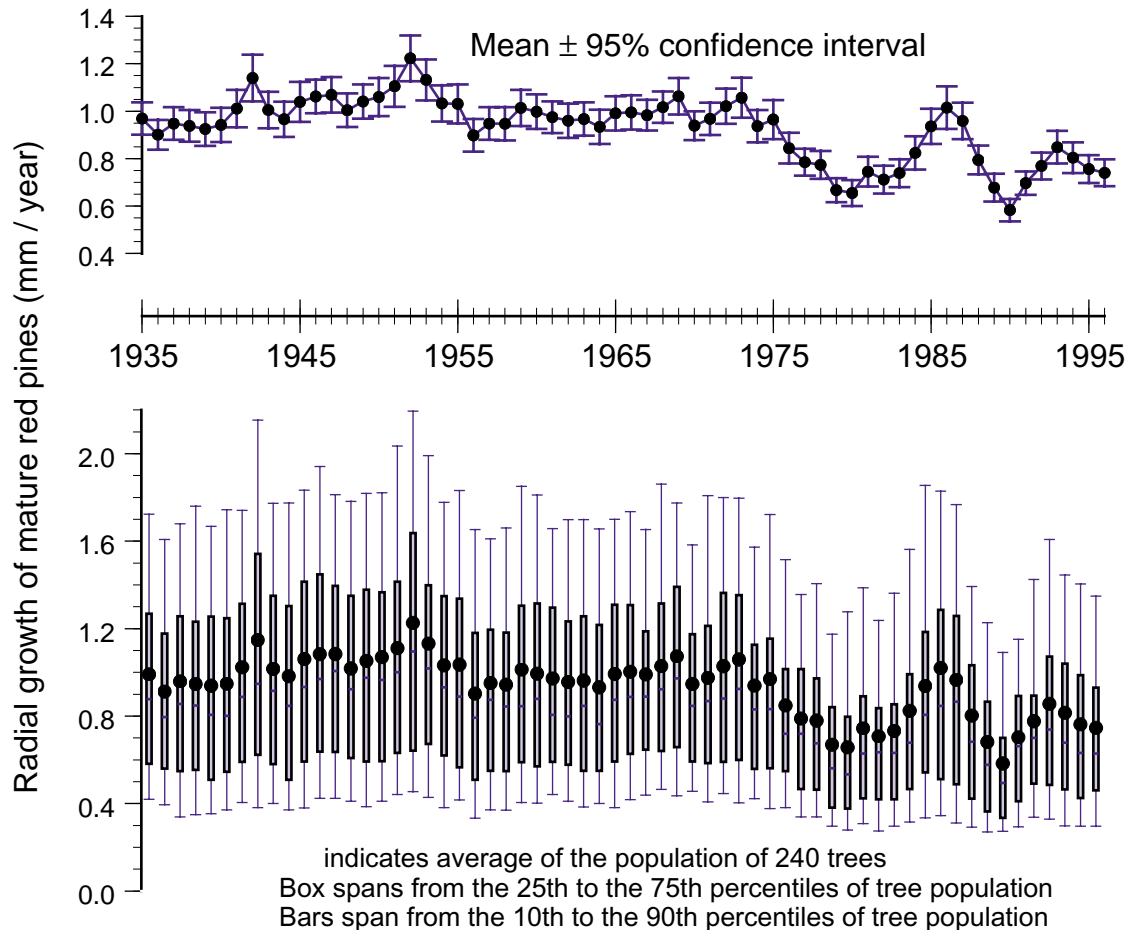 1.4
1.2
1.0
0.8
0.6
0.4
Mean ± 95% confidence interval
Radial growth of mature red pines (mm / year)
1935 1945 1955 1965 1975 1985 1995
2.0
1.6
1.2
0.8
0.4
0.0
indicates average of the population of 240 trees
Box spans from the 25th to the 75th percentiles of tree population
Bars span from the 10th to the 90th percentiles of tree population